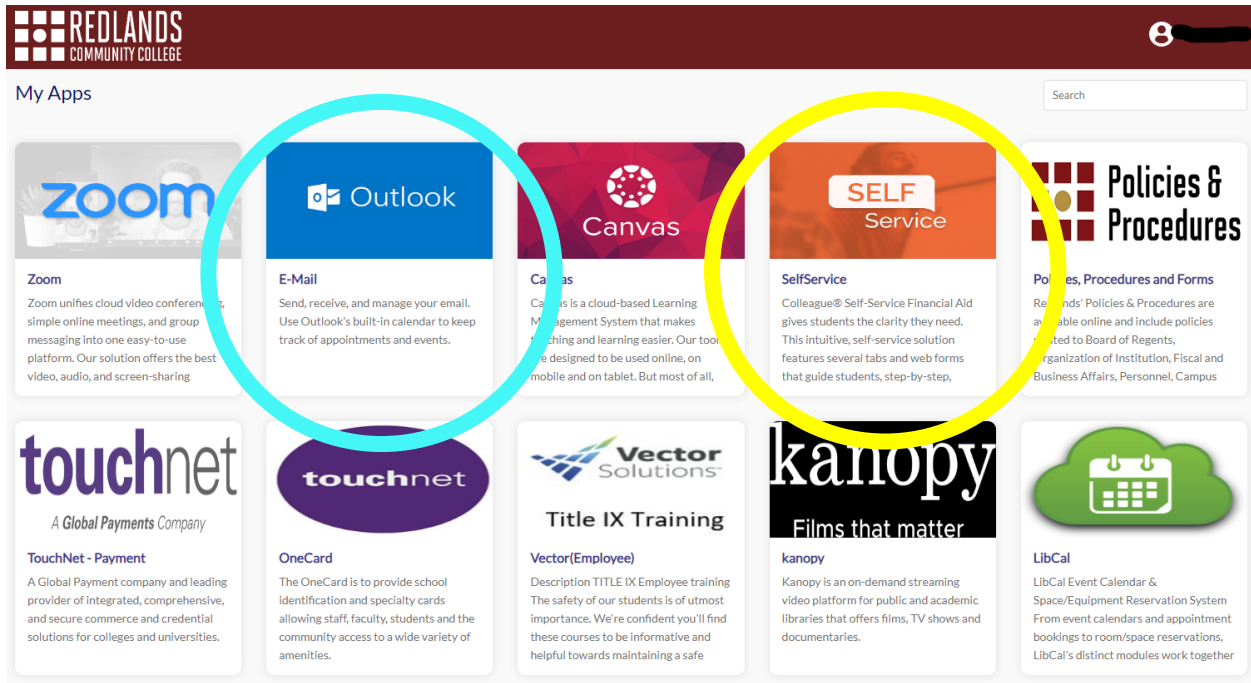 REDLANDS
COMMUNITY COLLEGE
My Apps
Search
zoom
Outlook
Canvas
SELF
Service
Policies &
Procedures
Zoom
Zoom unifies cloud video conferencing,
simple online meetings, and group
messaging into one easy-to-use
platform. Our solution offers the best
video, audio, and screen-sharing
E-Mail
Send, receive, and manage your email.
Use Outlook's built-in calendar to keep
track of appointments and events.
Canvas
Canvas is a cloud-based Learning
Management System that makes
teaching and learning easier. Our tools
are designed to be used online, on
mobile and on tablet. But most of all,
SelfService
Colleague® Self-Service Financial Aid
gives students the clarity they need.
This intuitive, self-service solution
features several tabs and web forms
that guide students, step-by-step,
Policies, Procedures and Forms
Redlands' Policies & Procedures are
available online and include policies
related to Board of Regents,
Organization of Institution, Fiscal and
Business Affairs, Personnel, Campus
touchnet
A Global Payments Company
touchnet
Vector
Solutions
Title IX Training
kanopy
Films that matter
TouchNet - Payment
A Global Payment company and leading
provider of integrated, comprehensive,
and secure commerce and credential
solutions for colleges and universities.
OneCard
The OneCard is to provide school
identification and specialty cards
allowing staff, faculty, students and the
community access to a wide variety of
amenities.
Vector(Employee)
Description TITLE IX Employee training
The safety of our students is of utmost
importance. We're confident you'll find
these courses to be informative and
helpful towards maintaining a safe
kanopy
Kanopy is an on-demand streaming
video platform for public and academic
libraries that offers films, TV shows and
documentaries.
LibCal
LibCal Event Calendar &
Space/Equipment Reservation System
From event calendars and appointment
bookings to room/space reservations,
LibCal's distinct modules work together